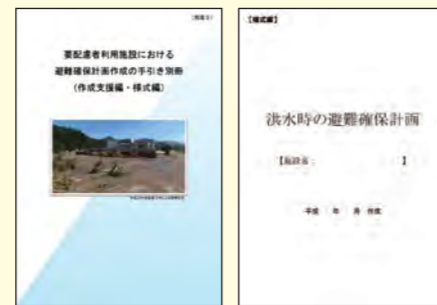 要配慮者利用施設における
避難確保計画作成の手引き別冊
(作成支援編・様式編)
【様式編】
洪水時の避難確保計画
【施設名： 】
平成 年 月 作成